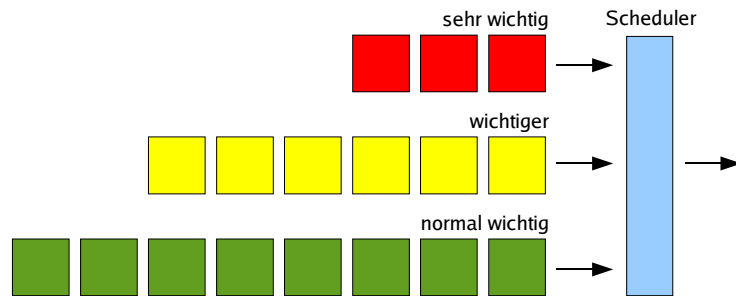 sehr wichtig
Scheduler
wichtiger
normal wichtig